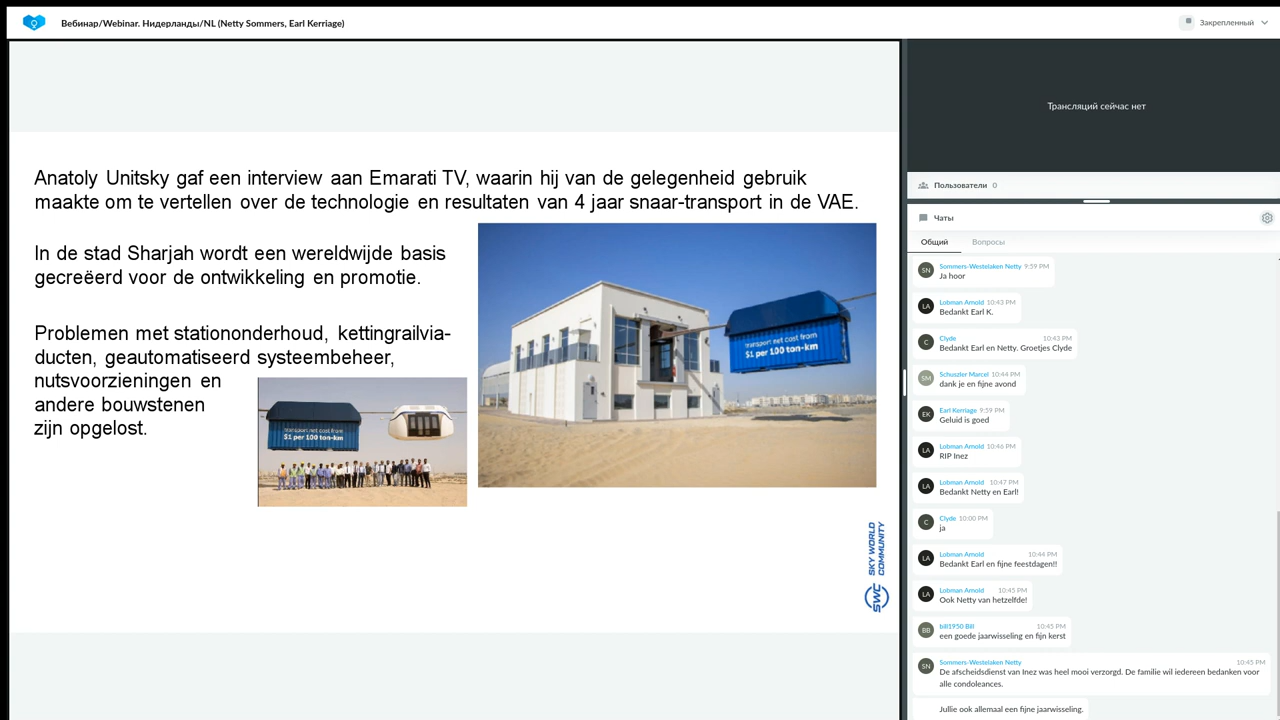 Вебинар/Webinar. Нидерланды/NL (Netty Sommers, Earl Kerriage)
Закрепленный
Anatoly Unitsky gaf een interview aan Emarati TV, waarin hij van de gelegenheid gebruik
maakte om te vertellen over de technologie en resultaten van 4 jaar snaar-transport in de VAE.
In de stad Sharjah wordt een wereldwijde basis
gecreëerd voor de ontwikkeling en promotie.
Problemen met stationonderhoud, kettingrailvia-
ducten, geautomatiseerd systeembeheer,
nutsvoorzieningen en
andere bouwstenen
zijn opgelost.
transport net cost from
$1 per 100 ton-km
transport net cost from
$1 per 100 ton-km
SWC
SKY WORLD
COMMUNITY
Трансляций сейчас нет
Пользователи 0
Чаты
Общий Вопросы
SN Sommers-Westelaken Netty 9:59 PM
Ja hoor
LA Lobman Arnold 10:43 PM
Bedankt Earl K.
C Clyde 10:43 PM
Bedankt Earl en Netty. Groetjes Clyde
SM Schuszler Marcel 10:44 PM
dank je en fijne avond
EK Earl Kerriage 9:59 PM
Geluid is goed
LA Lobman Arnold 10:46 PM
RIP Inez
LA Lobman Arnold 10:47 PM
Bedankt Netty en Earl!
C Clyde 10:00 PM
ja
LA Lobman Arnold 10:44 PM
Bedankt Earl en fijne feestdagen!!
LA Lobman Arnold 10:45 PM
Ook Netty van hetzelfde!
BB bill1950 Bill 10:45 PM
een goede jaarwisseling en fijn kerst
SN Sommers-Westelaken Netty 10:45 PM
De afscheidsdienst van Inez was heel mooi verzorgd. De familie wil iedereen bedanken voor
alle condoleances.
Jullie ook allemaal een fijne jaarwisseling.